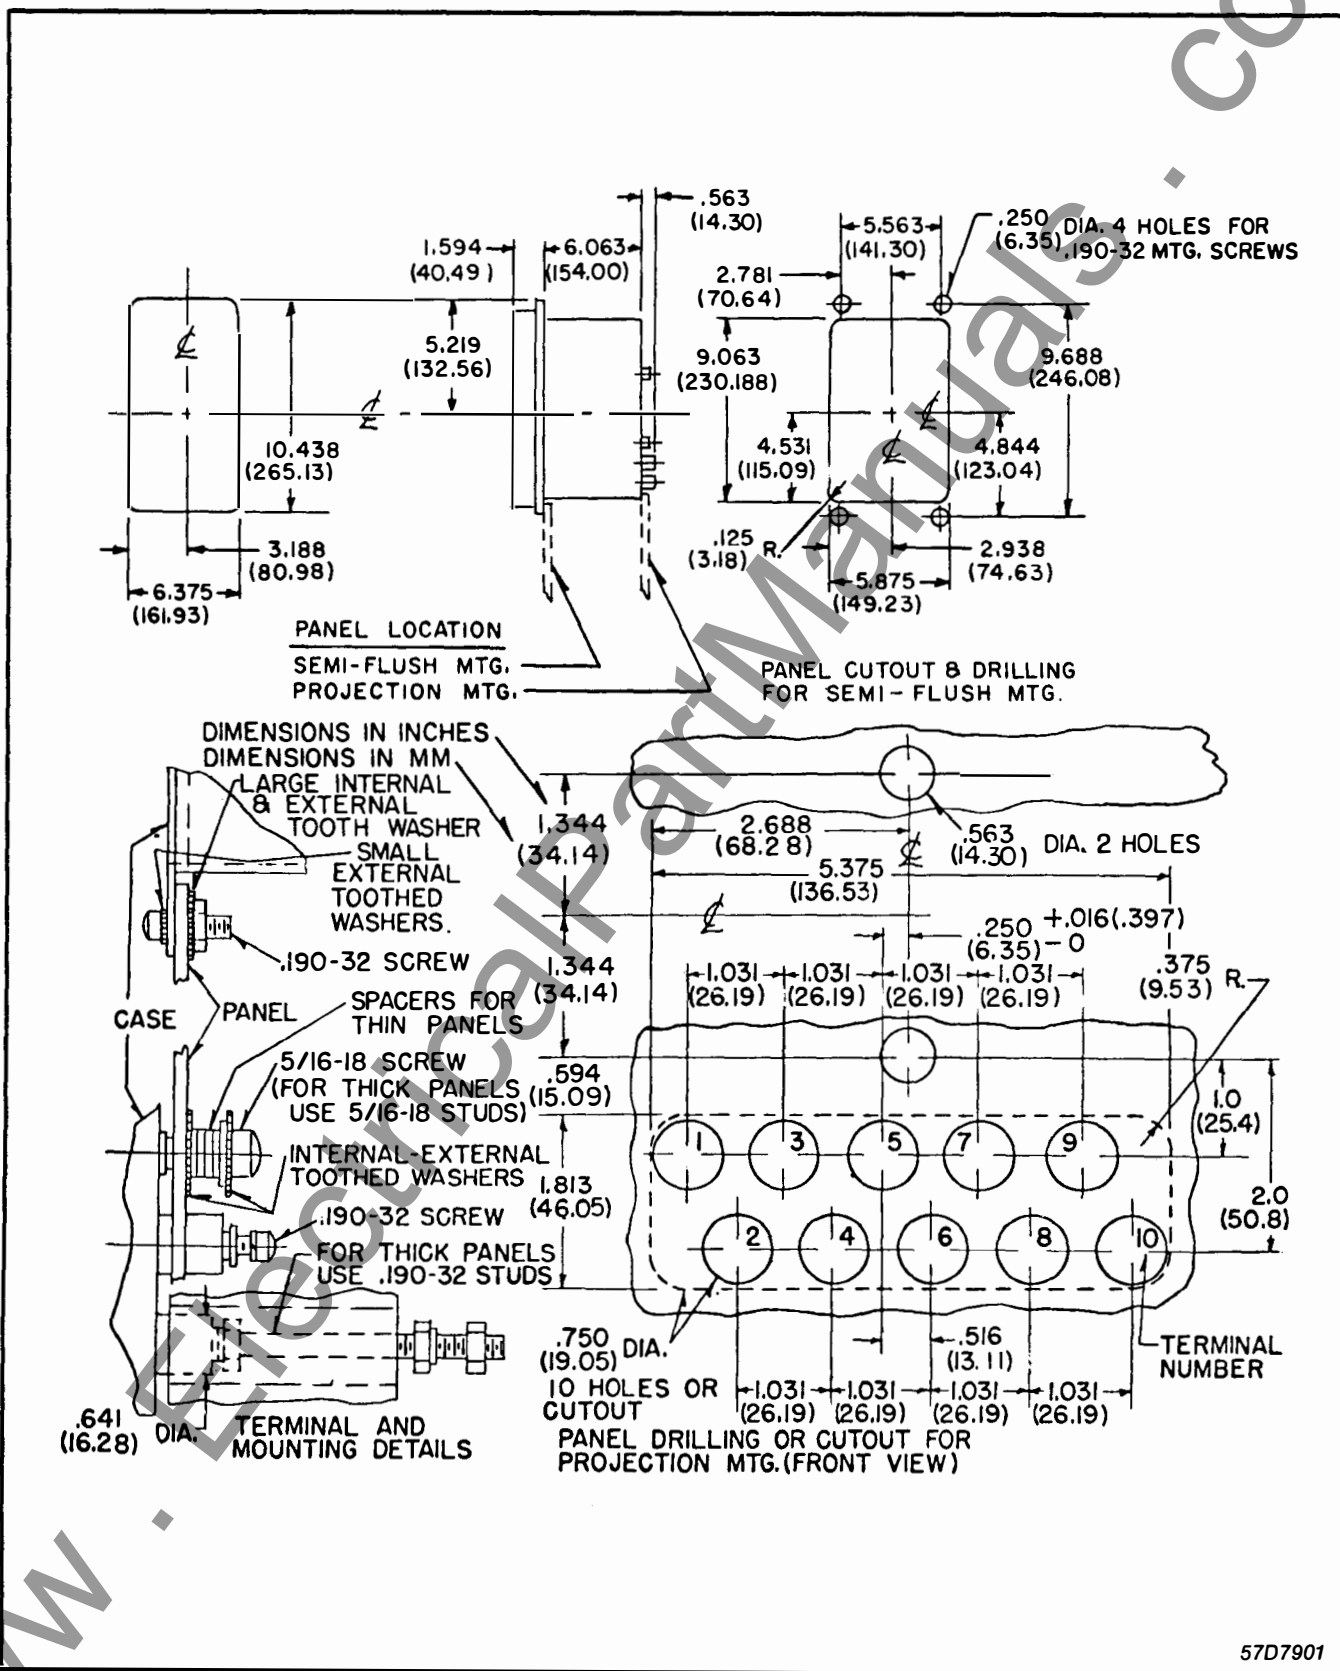 .563
(14.30)
1.594
(40.49)
6.063
(154.00)
5.563
(141.30)
.250
(6.35)
DIA. 4 HOLES FOR
.190-32 MTG. SCREWS
2.781
(70.64)
5.219
(132.56)
9.063
(230.188)
9.688
(246.08)
10.438
(265.13)
4.531
(115.09)
4.844
(123.04)
3.188
(80.98)
.125
(3.18) R.
2.938
(74.63)
6.375
(161.93)
5.875
(149.23)
PANEL LOCATION
SEMI-FLUSH MTG.
PROJECTION MTG.
PANEL CUTOUT & DRILLING
FOR SEMI-FLUSH MTG.
DIMENSIONS IN INCHES
DIMENSIONS IN MM
LARGE INTERNAL
& EXTERNAL
TOOTH WASHER
SMALL
EXTERNAL
TOOTHED
WASHERS.
.190-32 SCREW
CASE
PANEL
SPACERS FOR
THIN PANELS
5/16-18 SCREW
(FOR THICK PANELS
USE 5/16-18 STUDS)
INTERNAL-EXTERNAL
TOOTHED WASHERS
.190-32 SCREW
FOR THICK PANELS
USE .190-32 STUDS
.641
(16.28) DIA.
TERMINAL AND
MOUNTING DETAILS
1.344
(34.14)
2.688
(68.28)
.563
(14.30)
DIA. 2 HOLES
5.375
(136.53)
.250 +.016(.397)
(6.35) -0
1.344
(34.14)
1.031 1.031 1.031 1.031
(26.19) (26.19) (26.19) (26.19)
.375
(9.53) R.
.594
(15.09)
1.0
(25.4)
1 3 5 7 9
1.813
(46.05)
2.0
(50.8)
2 4 6 8 10
.750
(19.05) DIA.
10 HOLES OR
CUTOUT
.516
(13.11)
TERMINAL
NUMBER
1.031 1.031 1.031 1.031
(26.19) (26.19) (26.19) (26.19)
PANEL DRILLING OR CUTOUT FOR
PROJECTION MTG.(FRONT VIEW)
57D7901
w . ElectricalPartManuals . co